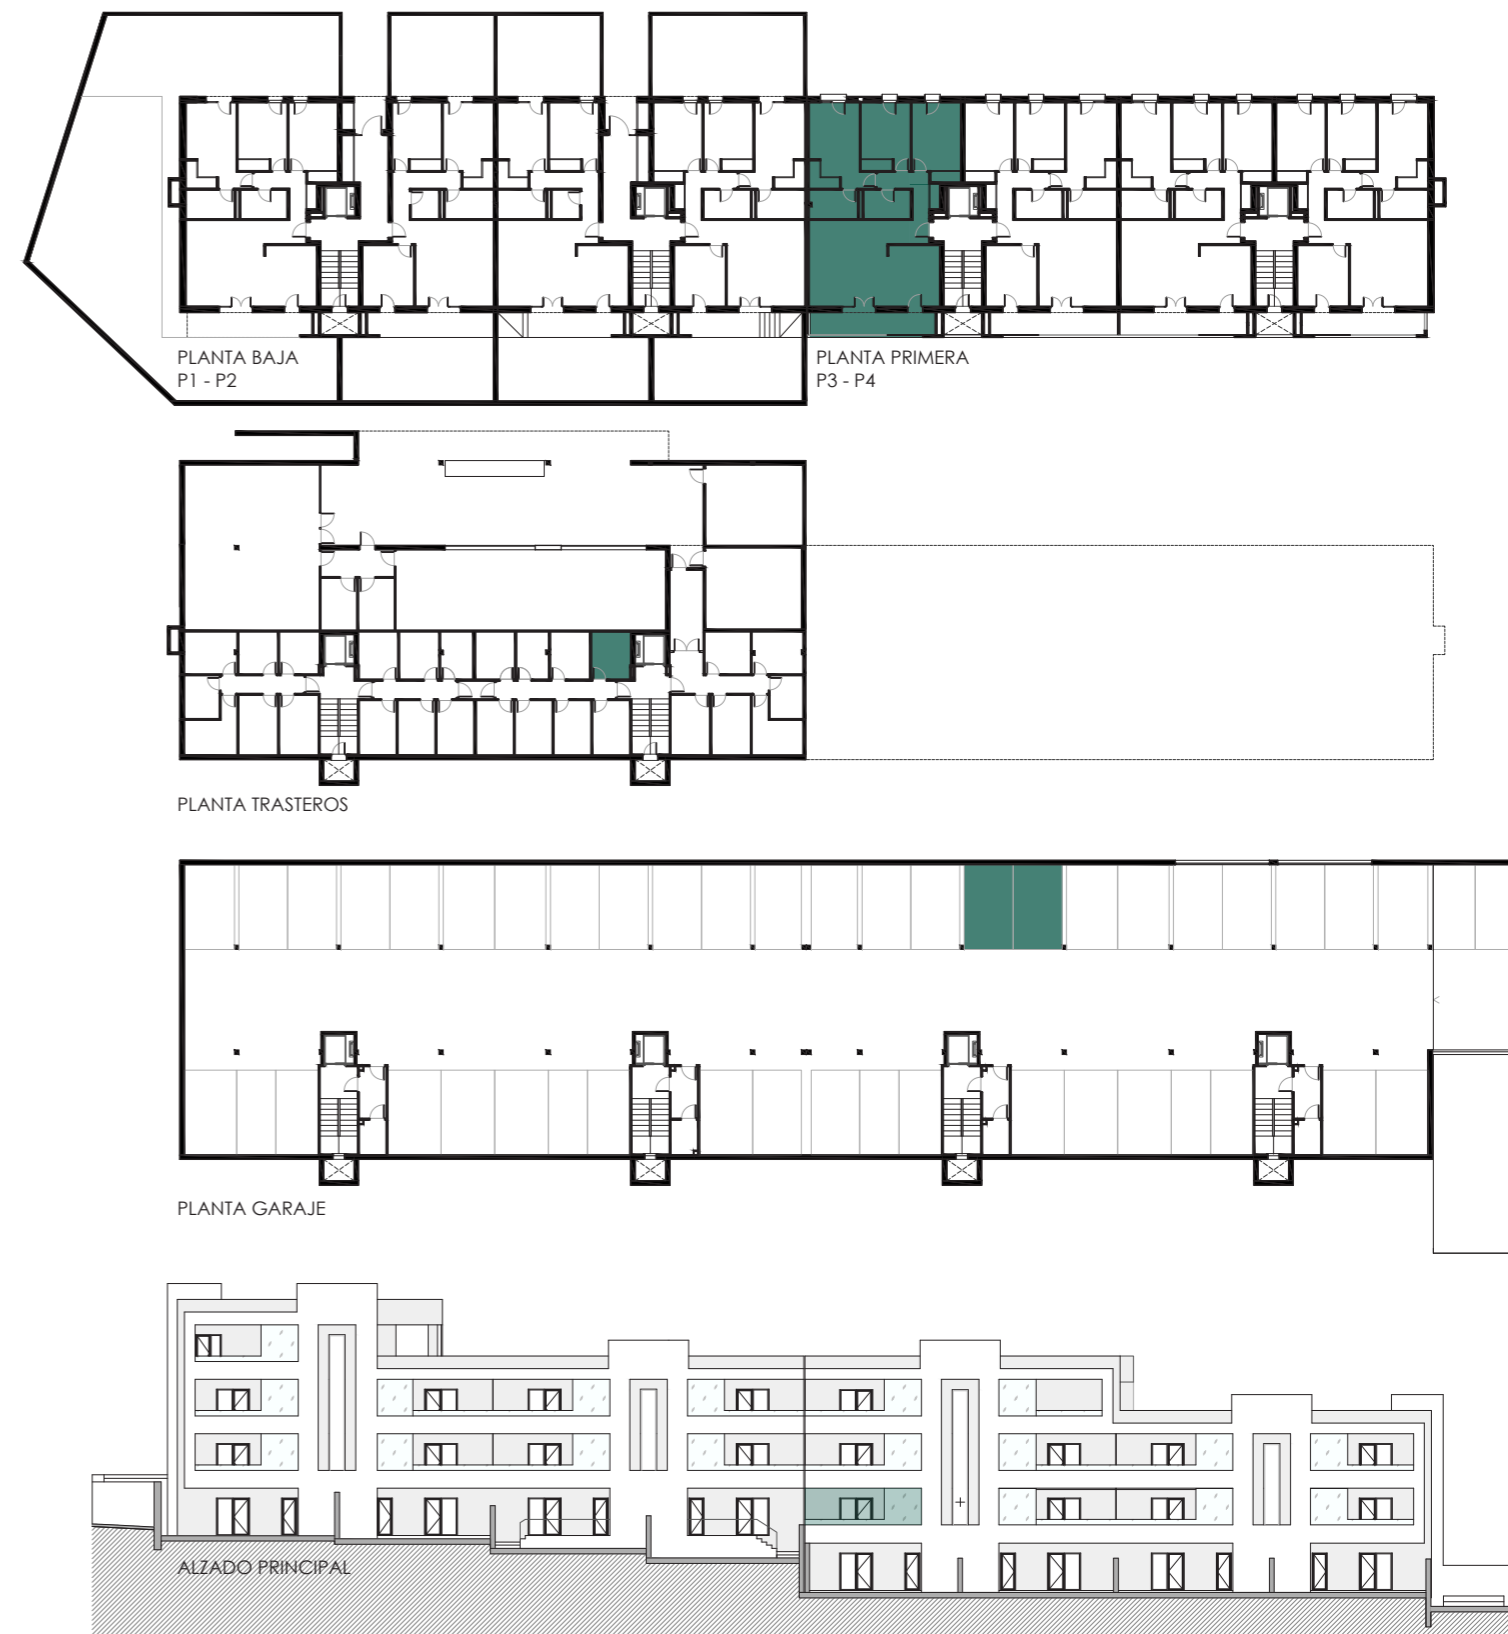 PLANTA BAJA
P1 - P2
PLANTA PRIMERA
P3 - P4
PLANTA TRASTEROS
PLANTA GARAJE
ALZADO PRINCIPAL